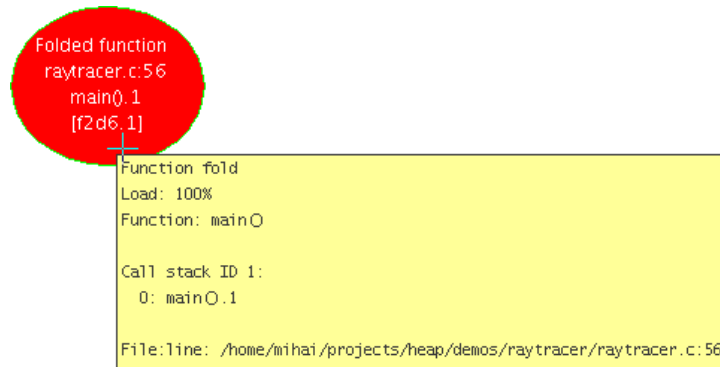 Folded function
raytracer.c:56
main().1
[f2d6.1]
Function fold
Load: 100%
Function: main()
Call stack ID 1:
0: main().1
File:line: /home/mihai/projects/heap/demos/raytracer/raytracer.c:56